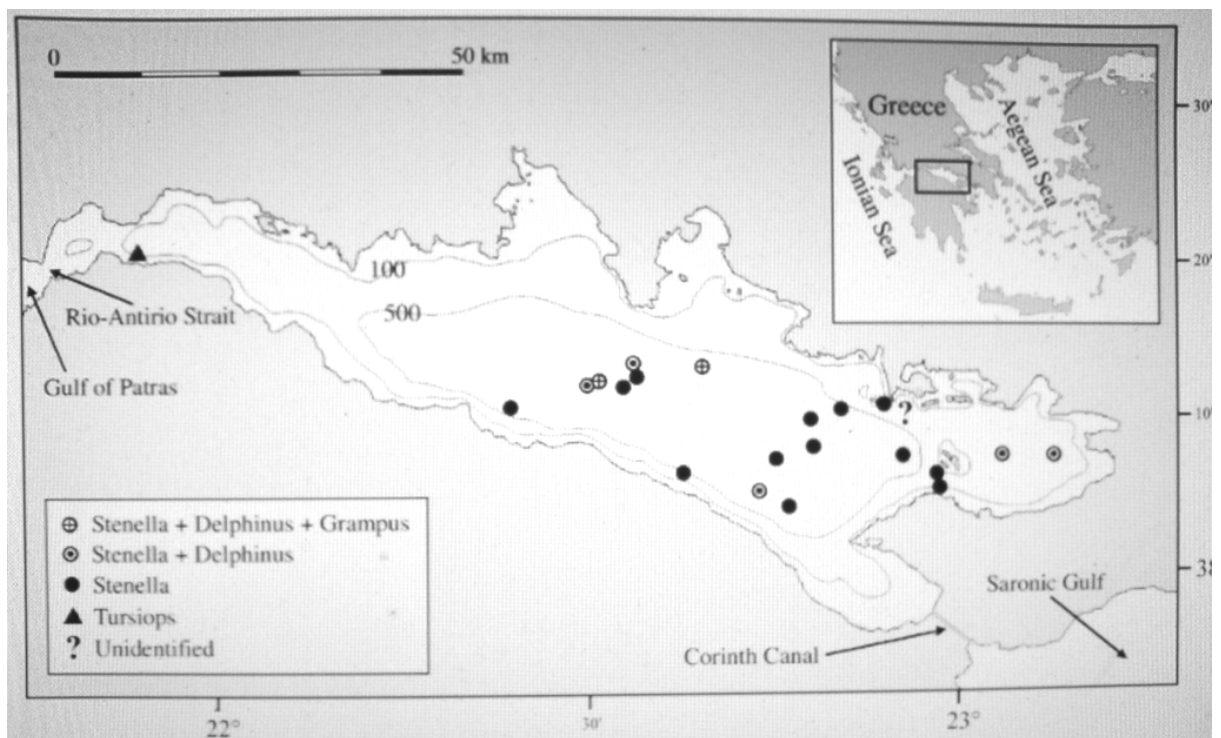 0
50 km
Greece
Aegean Sea
Ionian Sea
30'
100
20'
Rio-Antirio Strait
500
Gulf of Patras
?
10'
Stenella + Delphinus + Grampus
Stenella + Delphinus
Stenella
Tursiops
? Unidentified
38
Saronic Gulf
Corinth Canal
22°
30'
23°